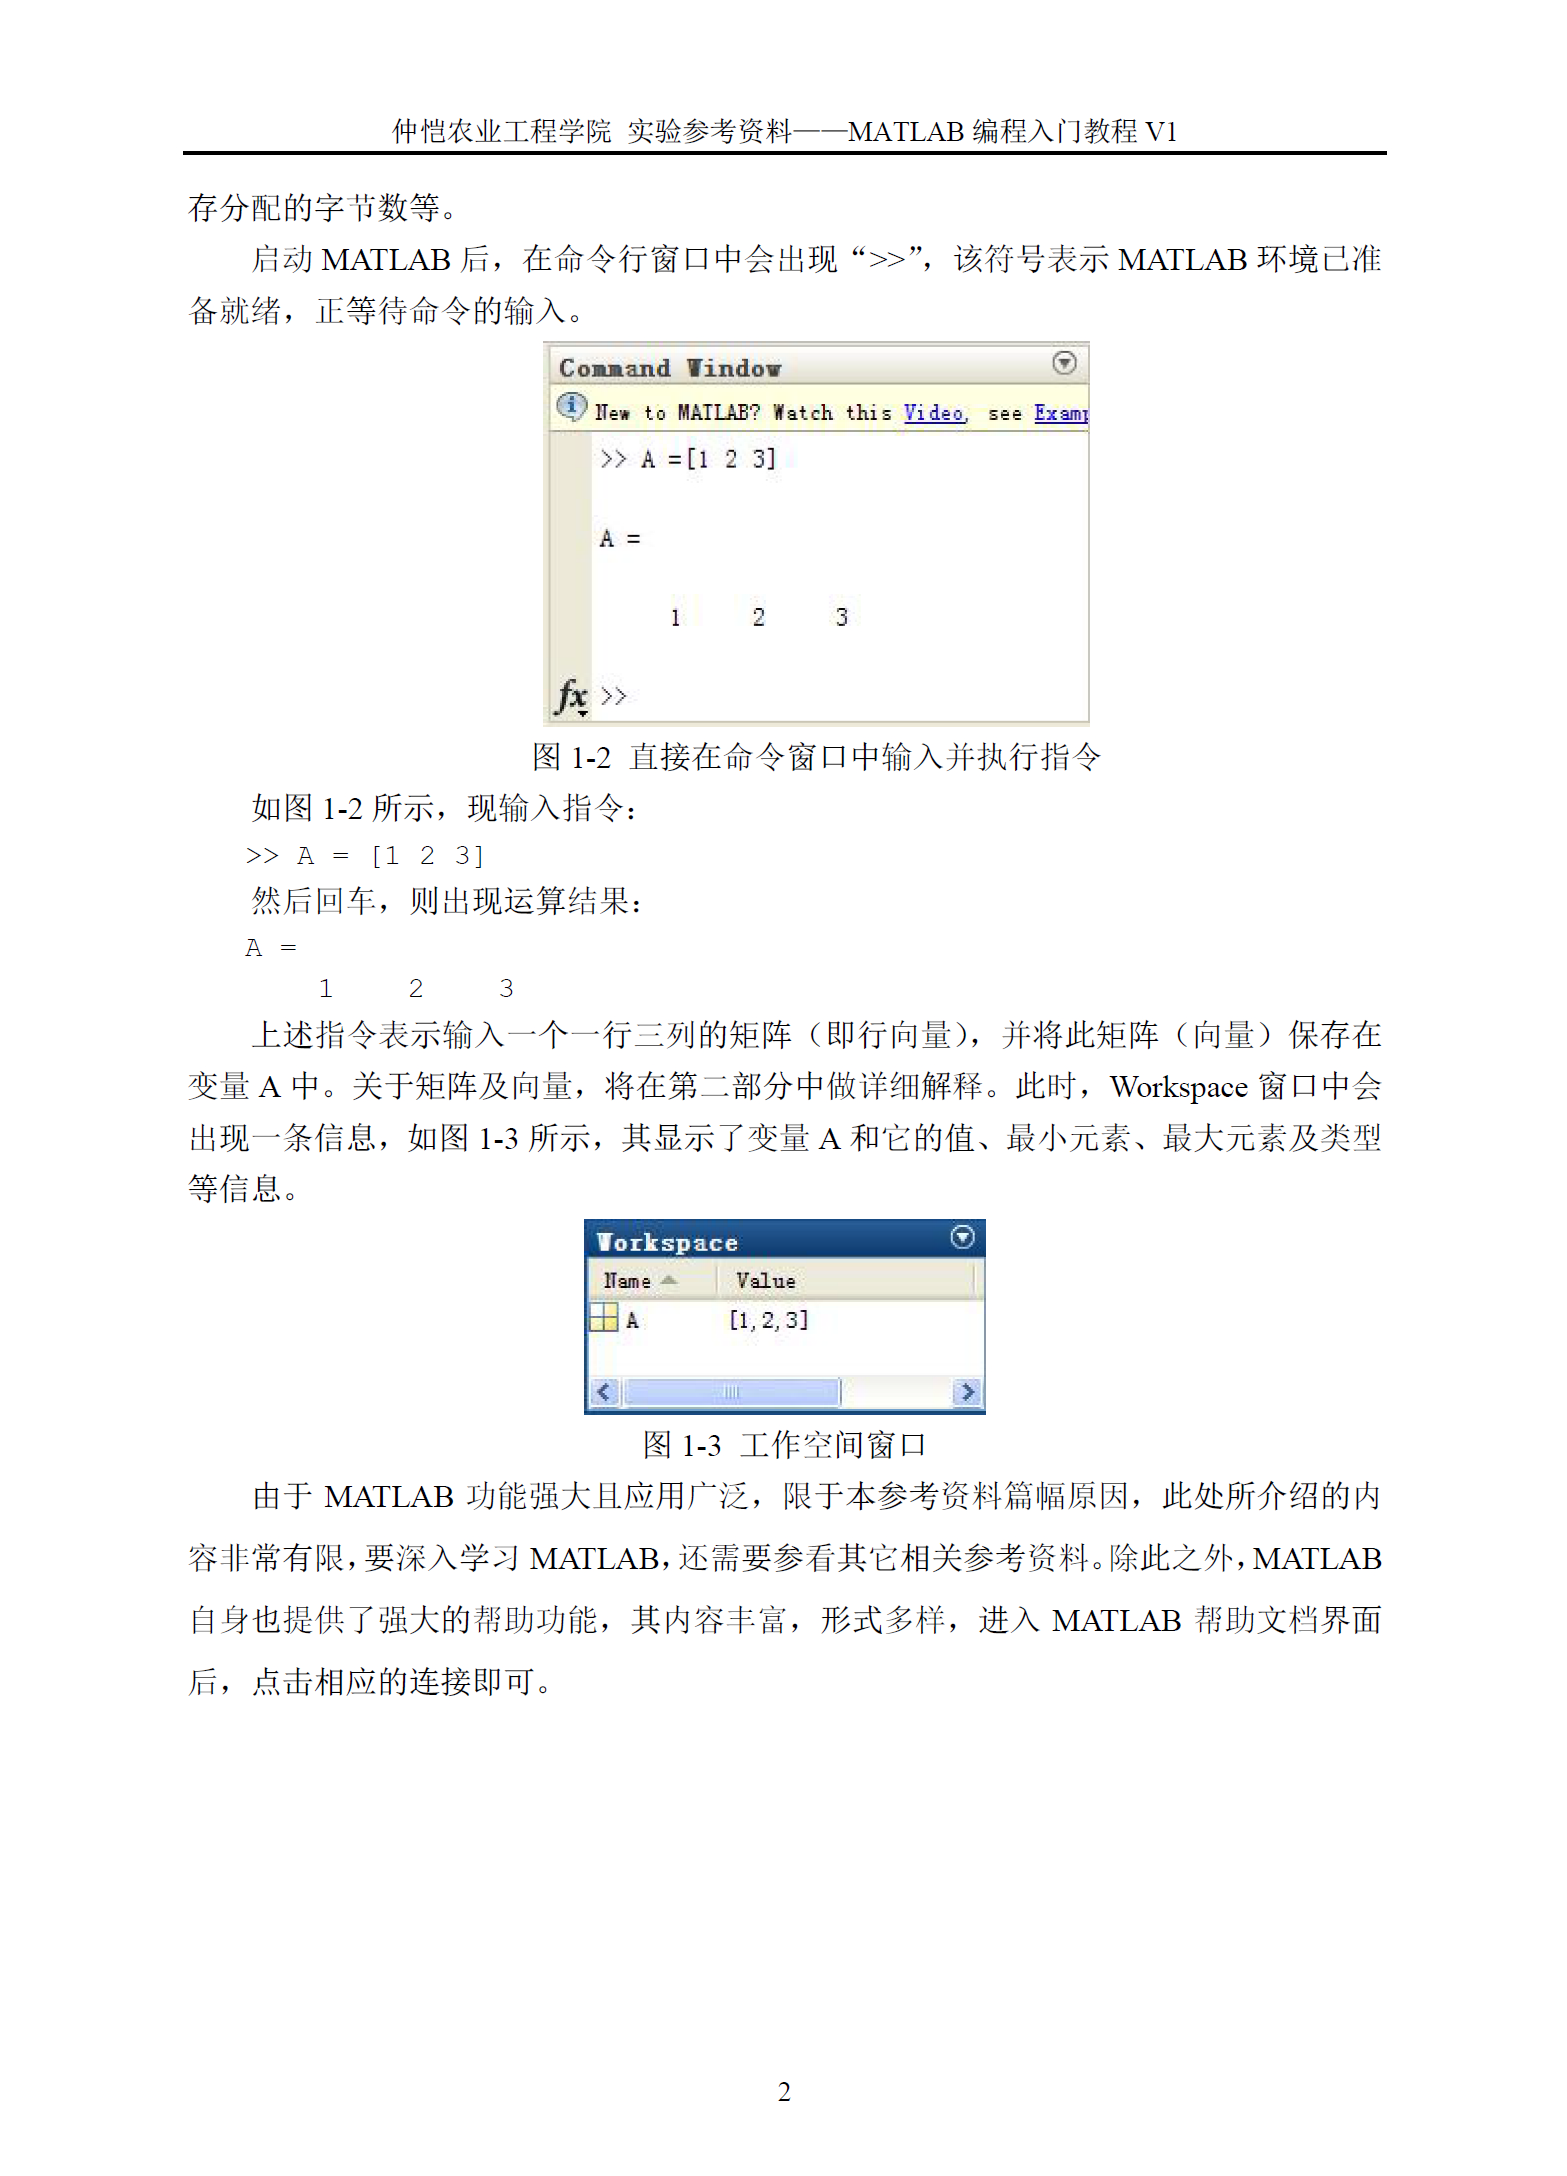 仲恺农业工程学院 实验参考资料——MATLAB 编程入门教程 V1
存分配的字节数等。
启动 MATLAB 后，在命令行窗口中会出现“>>”，该符号表示 MATLAB 环境已准
备就绪，正等待命令的输入。
Command Window
New to MATLAB? Watch this Video, see
>> A =[1 2 3]
A =
1 2 3
fx >>
图 1-2 直接在命令窗口中输入并执行指令
如图 1-2 所示，现输入指令：
>> A = [1 2 3]
然后回车，则出现运算结果：
A =
1 2 3
上述指令表示输入一个一行三列的矩阵（即行向量），并将此矩阵（向量）保存在
变量 A 中。关于矩阵及向量，将在第二部分中做详细解释。此时，Workspace 窗口中会
出现一条信息，如图 1-3 所示，其显示了变量 A 和它的值、最小元素、最大元素及类型
等信息。
Workspace
Name Value
A [1,2,3]
图 1-3 工作空间窗口
由于 MATLAB 功能强大且应用广泛，限于本参考资料篇幅原因，此处所介绍的内
容非常有限，要深入学习 MATLAB，还需要参看其它相关参考资料。除此之外，MATLAB
自身也提供了强大的帮助功能，其内容丰富，形式多样，进入 MATLAB 帮助文档界面
后，点击相应的连接即可。
2